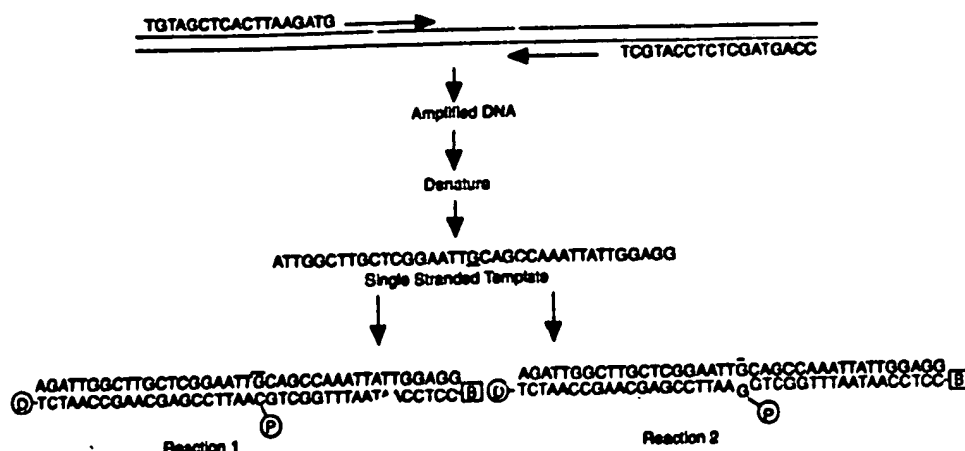 TGTAGCTCACTTAAGATG
TCGTACCTCTCGATGACC
Amplified DNA
Denature
ATTGGCTTGCTCGGAATTGCAGCCAAATTATTGGAGG
Single Stranded Template
AGATTGGCTTGCTCGGAATTGCAGCCAAATTATTGGAGG
D TCTAACCGAACGAGCCTTAACGTCGGTTTAAT CCTCC B
P
Reaction 1
AGATTGGCTTGCTCGGAATTGCAGCCAAATTATTGGAGG
TCTAACCGAACGAGCCTTAA G GTCGGTTTAATAACCTCC B
P
Reaction 2